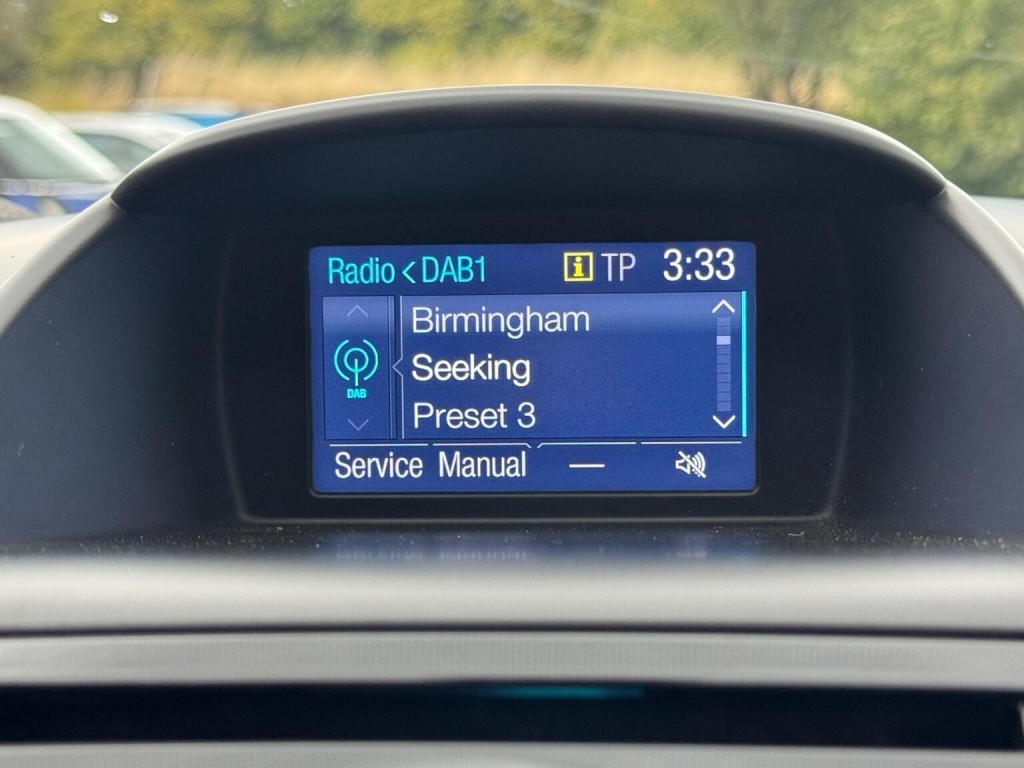 Radio < DAB1 i TP 3:33
Birmingham
DAB Seeking
Preset 3
Service Manual —